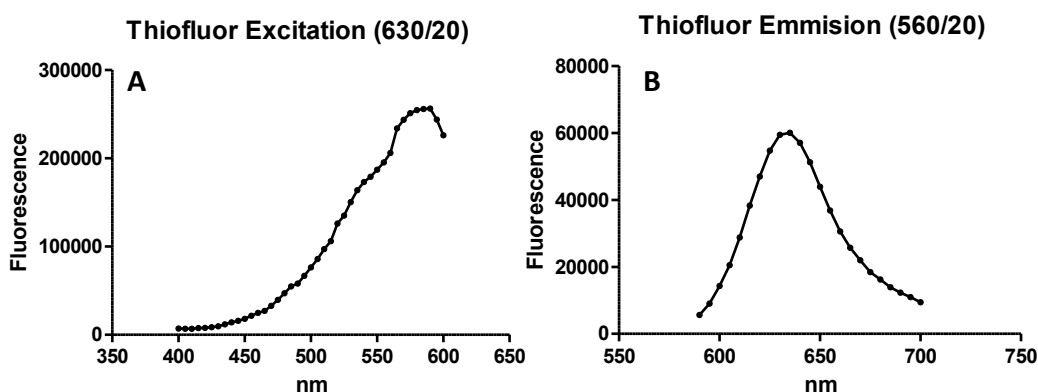 Thiofluor Excitation (630/20)
A
Fluorescence
300000
200000
100000
0
350 400 450 500 550 600 650
nm
Thiofluor Emmision (560/20)
B
Fluorescence
80000
60000
40000
20000
0
550 600 650 700 750
nm